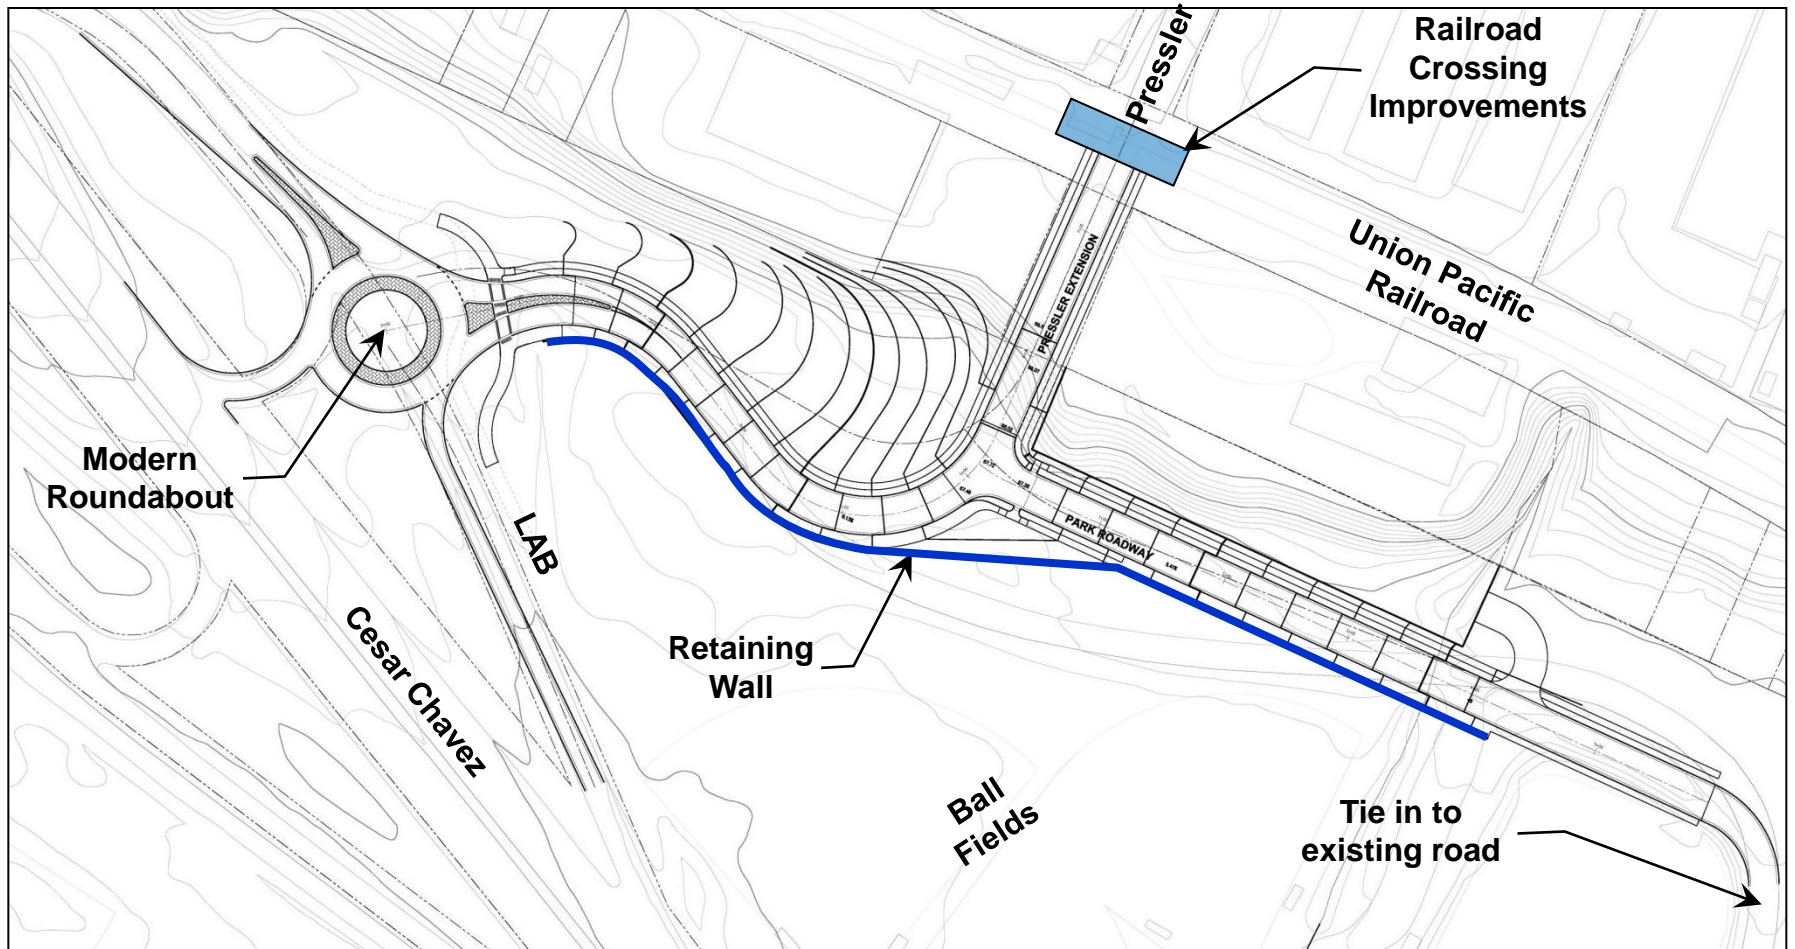 Pressler
Railroad
Crossing
Improvements
Union Pacific
Railroad
PRESSLER EXTENSION
Modern
Roundabout
LAB
PARK ROADWAY
Cesar Chavez
Retaining
Wall
Ball
Fields
Tie in to
existing road